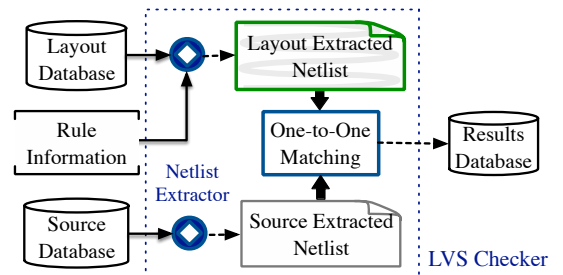 Layout
Database
Layout Extracted
Netlist
Rule
Information
One-to-One
Matching
Results
Database
Netlist
Extractor
Source
Database
Source Extracted
Netlist
LVS Checker